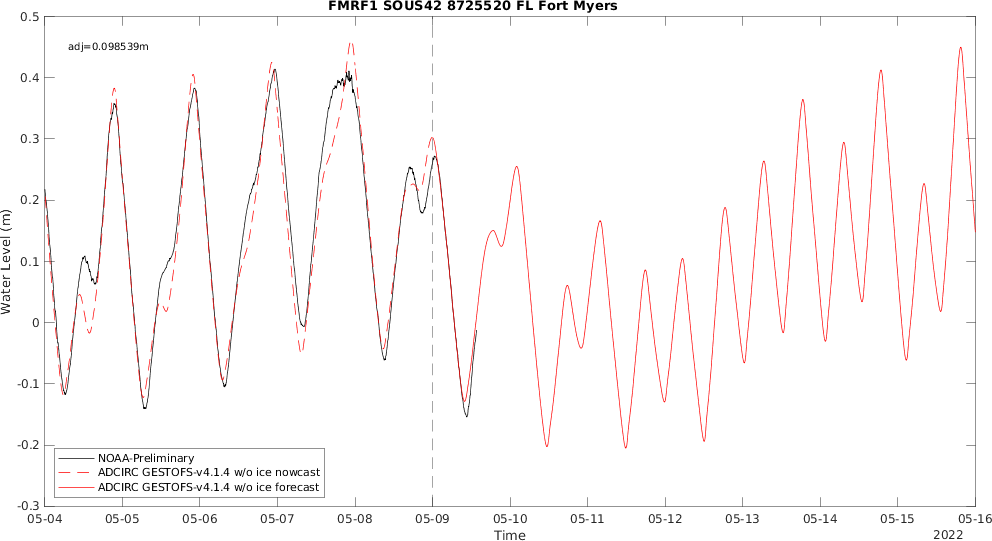 FMRF1 SOUS42 8725520 FL Fort Myers
adj=0.098539m
0.5
0.4
0.3
0.2
0.1
0
-0.1
-0.2
-0.3
Water Level (m)
NOAA-Preliminary
ADCIRC GESTOFS-v4.1.4 w/o ice nowcast
ADCIRC GESTOFS-v4.1.4 w/o ice forecast
05-04 05-05 05-06 05-07 05-08 05-09 05-10 05-11 05-12 05-13 05-14 05-15 05-16
Time
2022